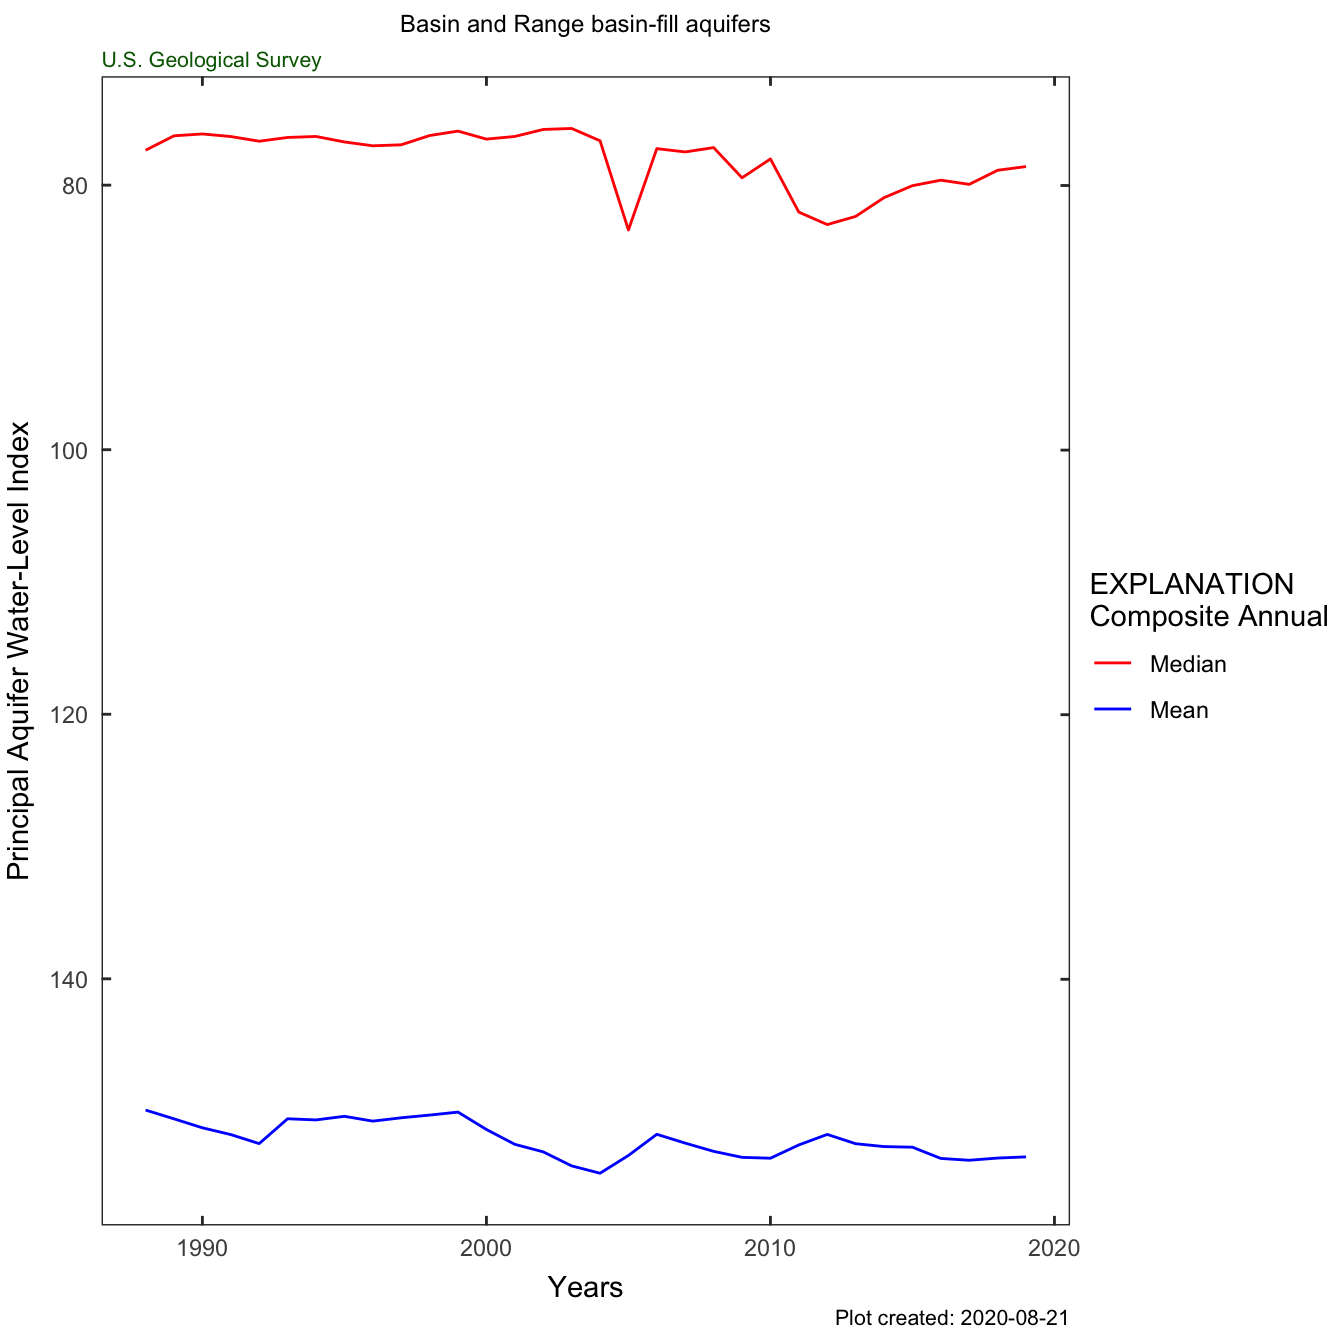 Basin and Range basin-fill aquifers
U.S. Geological Survey
Principal Aquifer Water-Level Index
80
100
120
140
1990
2000
2010
2020
Years
EXPLANATION
Composite Annual
Median
Mean
Plot created: 2020-08-21